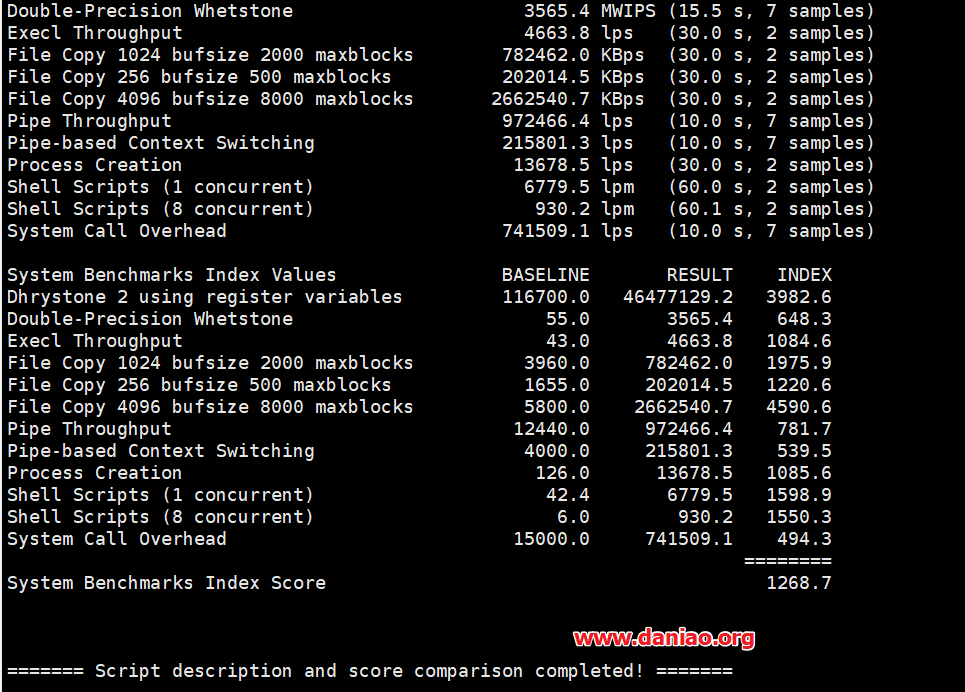 Double-Precision Whetstone 3565.4 MWIPS (15.5 s, 7 samples)
Execl Throughput 4663.8 lps (30.0 s, 2 samples)
File Copy 1024 bufsize 2000 maxblocks 782462.0 KBps (30.0 s, 2 samples)
File Copy 256 bufsize 500 maxblocks 202014.5 KBps (30.0 s, 2 samples)
File Copy 4096 bufsize 8000 maxblocks 2662540.7 KBps (30.0 s, 2 samples)
Pipe Throughput 972466.4 lps (10.0 s, 7 samples)
Pipe-based Context Switching 215801.3 lps (10.0 s, 7 samples)
Process Creation 13678.5 lps (30.0 s, 2 samples)
Shell Scripts (1 concurrent) 6779.5 lpm (60.0 s, 2 samples)
Shell Scripts (8 concurrent) 930.2 lpm (60.1 s, 2 samples)
System Call Overhead 741509.1 lps (10.0 s, 7 samples)
System Benchmarks Index Values BASELINE RESULT INDEX
Dhrystone 2 using register variables 116700.0 46477129.2 3982.6
Double-Precision Whetstone 55.0 3565.4 648.3
Execl Throughput 43.0 4663.8 1084.6
File Copy 1024 bufsize 2000 maxblocks 3960.0 782462.0 1975.9
File Copy 256 bufsize 500 maxblocks 1655.0 202014.5 1220.6
File Copy 4096 bufsize 8000 maxblocks 5800.0 2662540.7 4590.6
Pipe Throughput 12440.0 972466.4 781.7
Pipe-based Context Switching 4000.0 215801.3 539.5
Process Creation 126.0 13678.5 1085.6
Shell Scripts (1 concurrent) 42.4 6779.5 1598.9
Shell Scripts (8 concurrent) 6.0 930.2 1550.3
System Call Overhead 15000.0 741509.1 494.3
========
System Benchmarks Index Score 1268.7
www.daniao.org
======= Script description and score comparison completed! =======